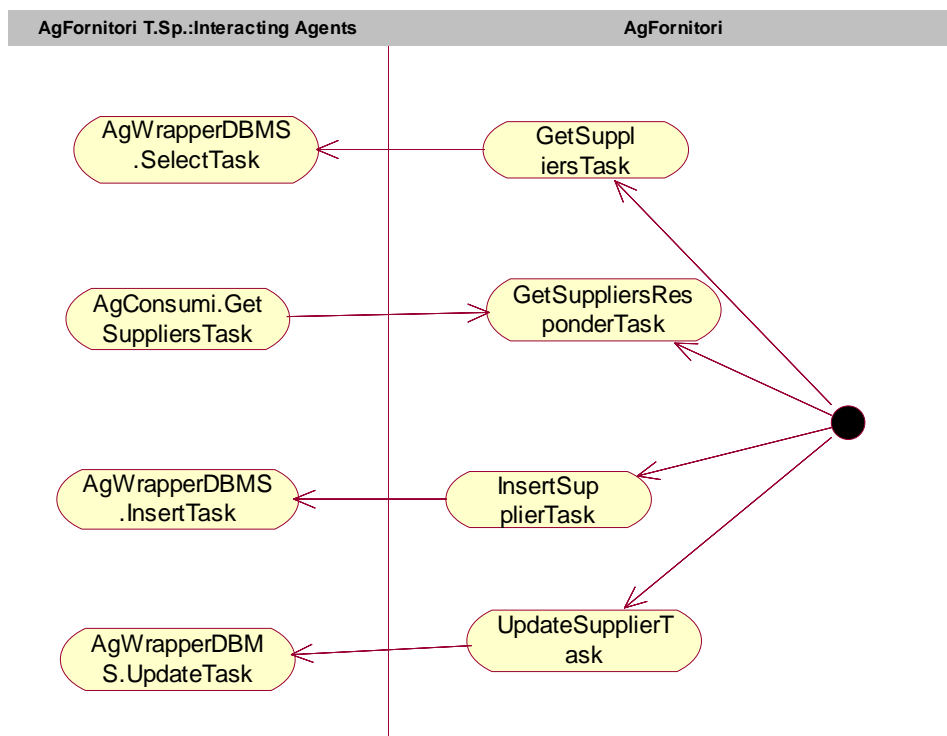 AgFornitori T.Sp.:Interacting Agents
AgFornitori
AgWrapperDBMS
.SelectTask
GetSuppl
iersTask
AgConsumi.Get
SuppliersTask
GetSuppliersRes
ponderTask
AgWrapperDBMS
.InsertTask
InsertSup
plierTask
AgWrapperDBM
S.UpdateTask
UpdateSupplierT
ask